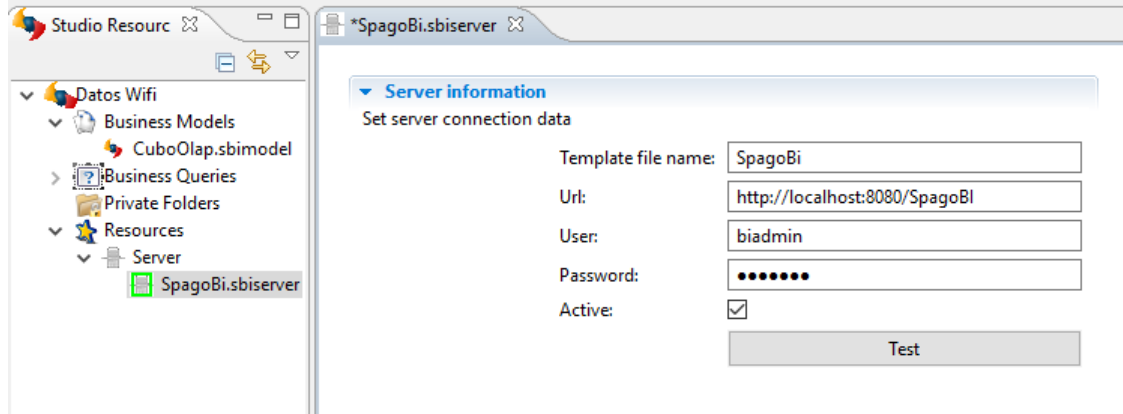 Studio Resourc
*SpagoBi.sbiserver
Datos Wifi
Business Models
CuboOlap.sbimodel
Business Queries
Private Folders
Resources
Server
SpagoBi.sbiserver
Server information
Set server connection data
Template file name: SpagoBi
Url: http://localhost:8080/SpagoBI
User: biadmin
Password: •••••••
Active:
Test